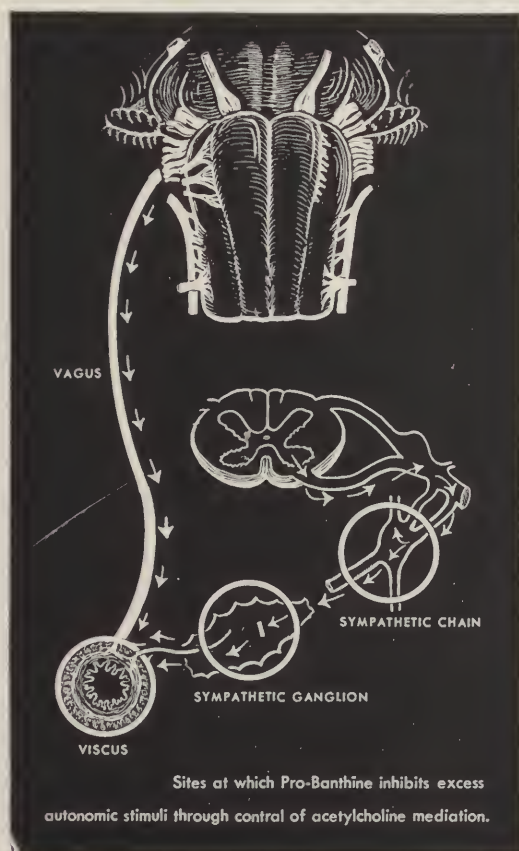 VAGUS
SYMPATHETIC CHAIN
SYMPATHETIC GANGLION
VISCUS
Sites at which Pro-Banthine inhibits excess
autonomic stimuli through control of acetylcholine mediation.